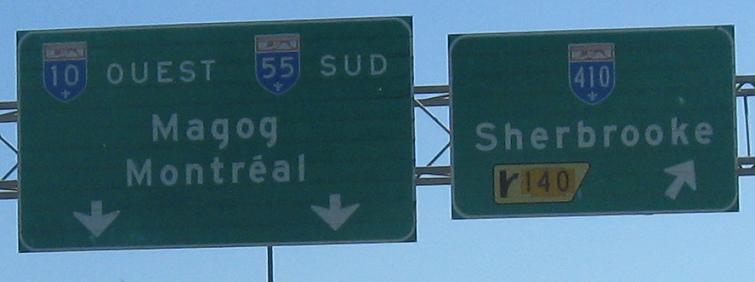 10 OUEST 55 SUD
Magog
Montréal
410
Sherbrooke
140